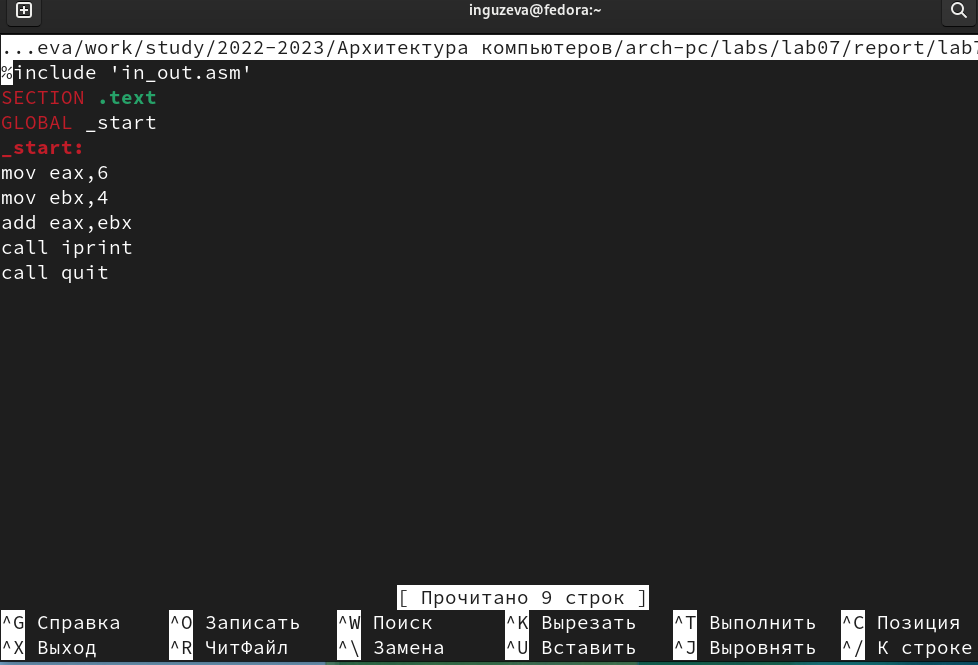 inguzeva@fedora:~
...eva/work/study/2022-2023/Архитектура компьютеров/arch-pc/labs/lab07/report/lab7
%include 'in_out.asm'
SECTION .text
GLOBAL _start
_start:
mov eax,6
mov ebx,4
add eax,ebx
call iprint
call quit
[ Прочитано 9 строк ]
^G Справка ^O Записать ^W Поиск ^K Вырезать ^T Выполнить ^C Позиция
^X Выход ^R ЧитФайл ^\ Замена ^U Вставить ^J Выровнять ^/ К строке